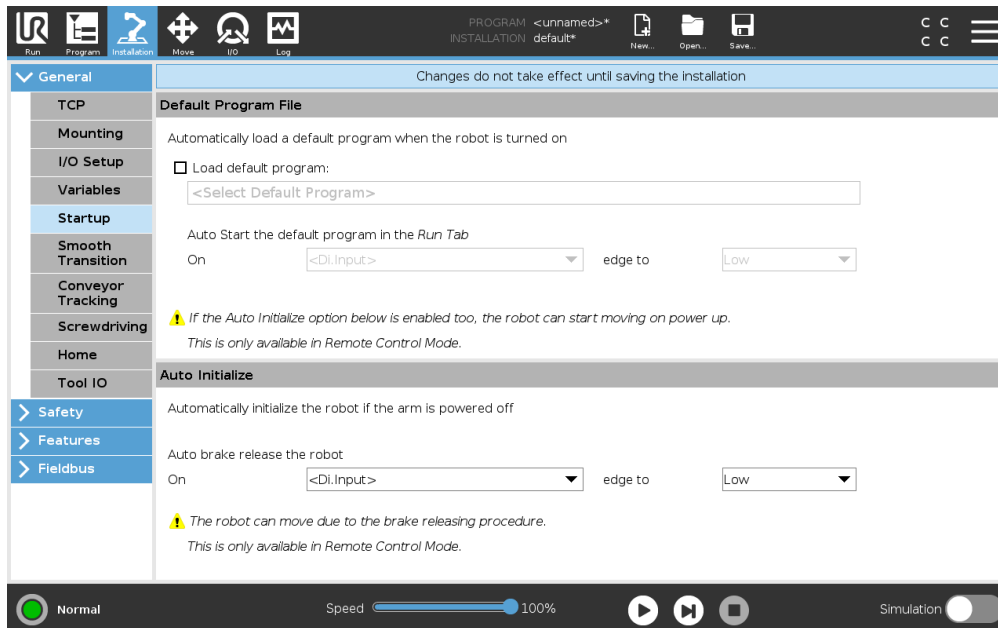 PROGRAM <unnamed>*
INSTALLATION default*
C C
C C
Run Program Installation Move I/O Log New... Open... Save...
General
TCP
Mounting
I/O Setup
Variables
Startup
Smooth
Transition
Conveyor
Tracking
Screwdriving
Home
Tool IO
Safety
Features
Fieldbus
Changes do not take effect until saving the installation
Default Program File
Automatically load a default program when the robot is turned on
Load default program:
<Select Default Program>
Auto Start the default program in the Run Tab
On <Di.Input> edge to Low
If the Auto Initialize option below is enabled too, the robot can start moving on power up.
This is only available in Remote Control Mode.
Auto Initialize
Automatically initialize the robot if the arm is powered off
Auto brake release the robot
On <Di.Input> edge to Low
The robot can move due to the brake releasing procedure.
This is only available in Remote Control Mode.
Normal Speed 100% Simulation